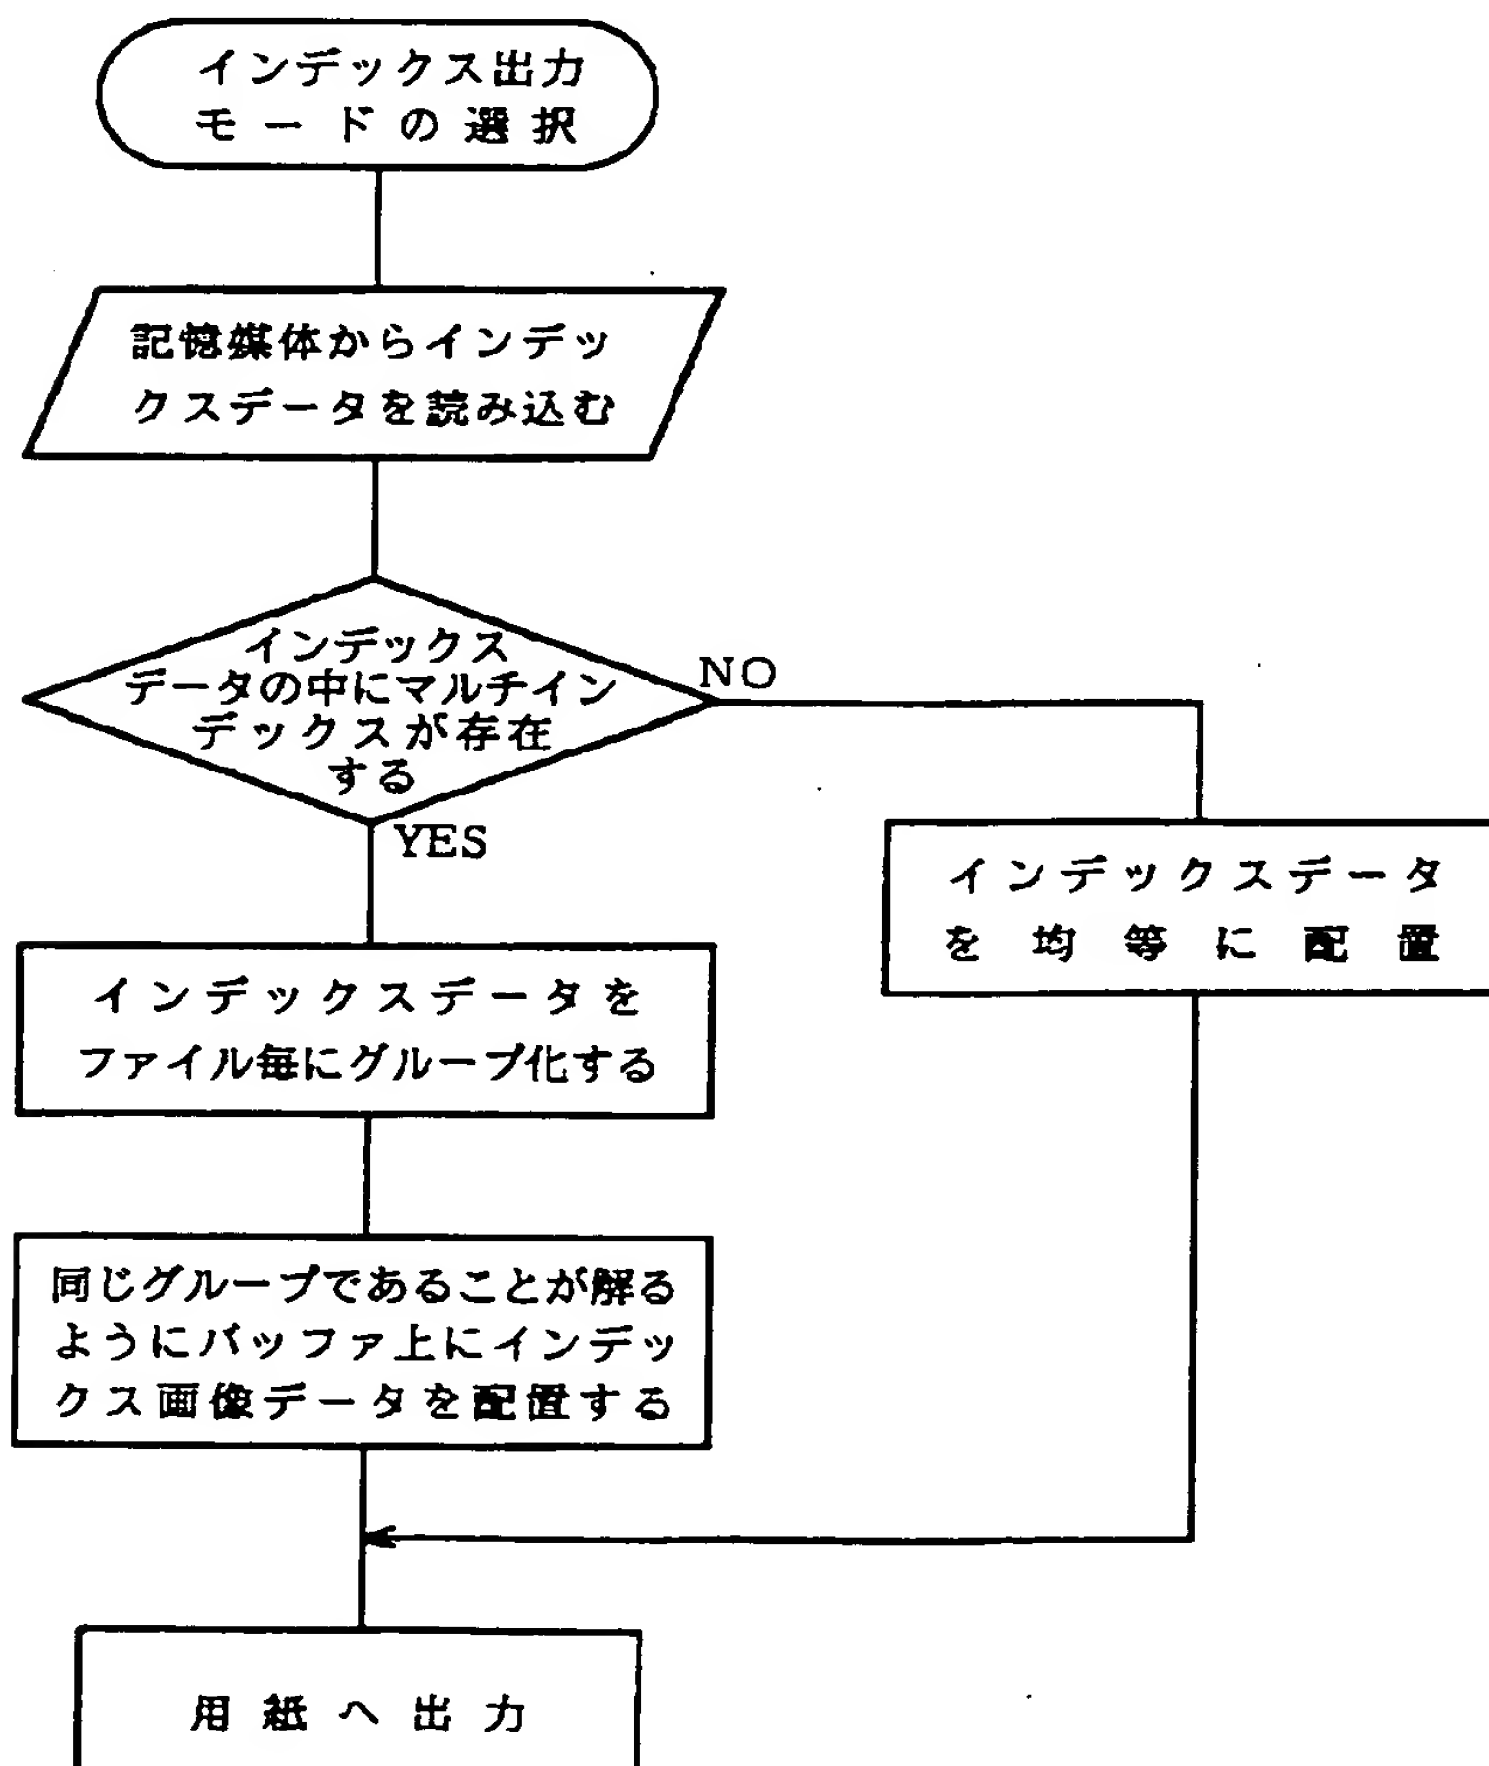 インデックス出力
モードの選択
記憶媒体からインデッ
クスデータを読み込む
インデックス
データの中にマルチイン
デックスが存在
する
NO
YES
インデックスデータ
を均等に配置
インデックスデータを
ファイル毎にグループ化する
同じグループであることが解る
ようにバッファ上にインデッ
クス画像データを配置する
用紙へ出力